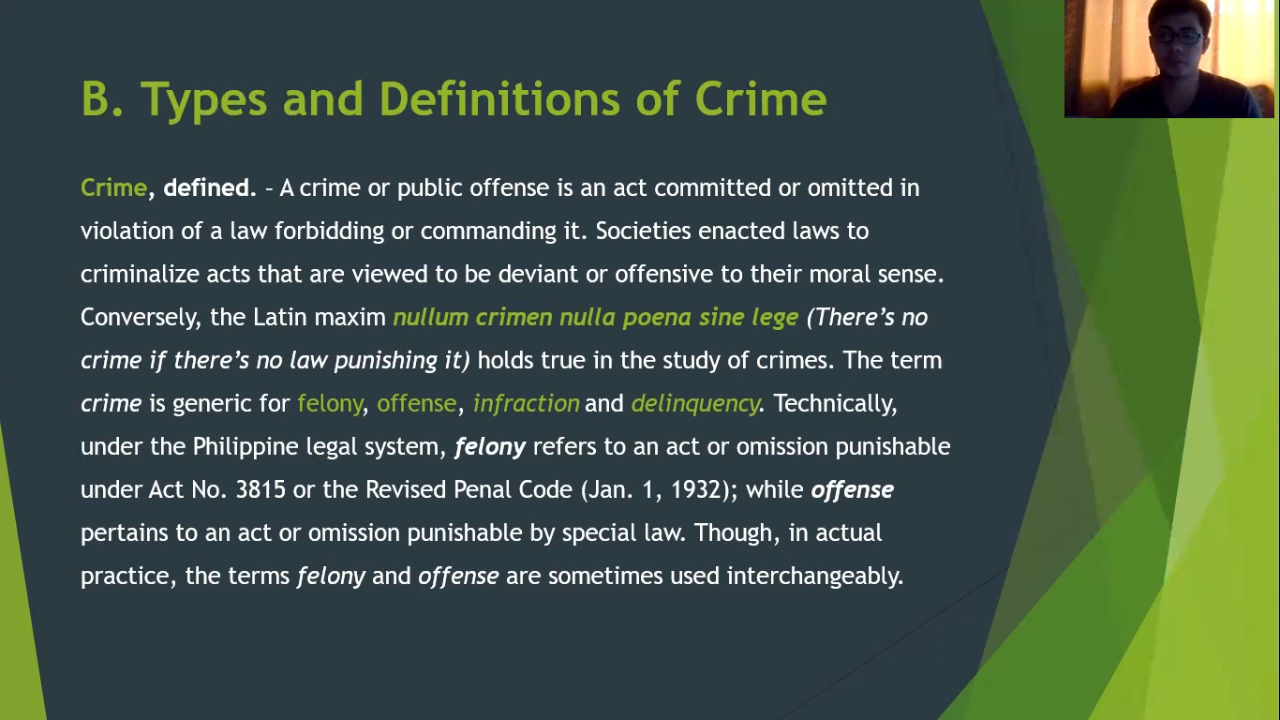 B. Types and Definitions of Crime
Crime, defined. – A crime or public offense is an act committed or omitted in
violation of a law forbidding or commanding it. Societies enacted laws to
criminalize acts that are viewed to be deviant or offensive to their moral sense.
Conversely, the Latin maxim nullum crimen nulla poena sine lege (There’s no
crime if there’s no law punishing it) holds true in the study of crimes. The term
crime is generic for felony, offense, infraction and delinquency. Technically,
under the Philippine legal system, felony refers to an act or omission punishable
under Act No. 3815 or the Revised Penal Code (Jan. 1, 1932); while offense
pertains to an act or omission punishable by special law. Though, in actual
practice, the terms felony and offense are sometimes used interchangeably.